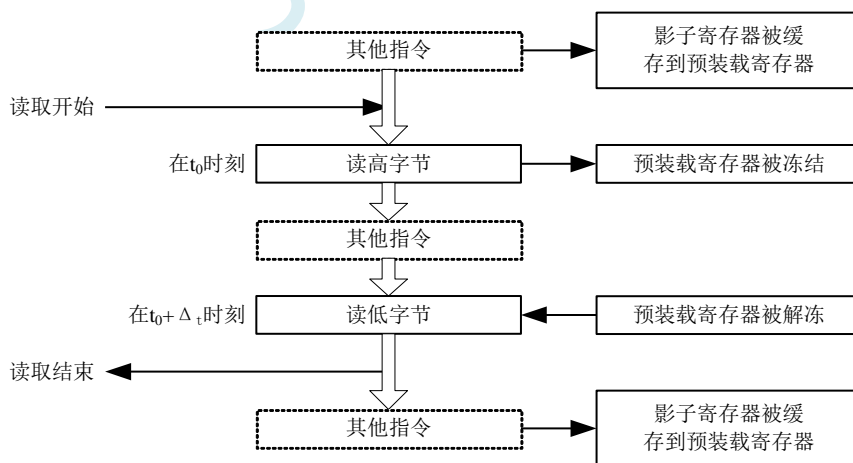 其他指令
影子寄存器被缓
存到预装载寄存器
读取开始
在t₀时刻
读高字节
预装载寄存器被冻结
其他指令
在t₀+Δₜ时刻
读低字节
预装载寄存器被解冻
读取结束
其他指令
影子寄存器被缓
存到预装载寄存器